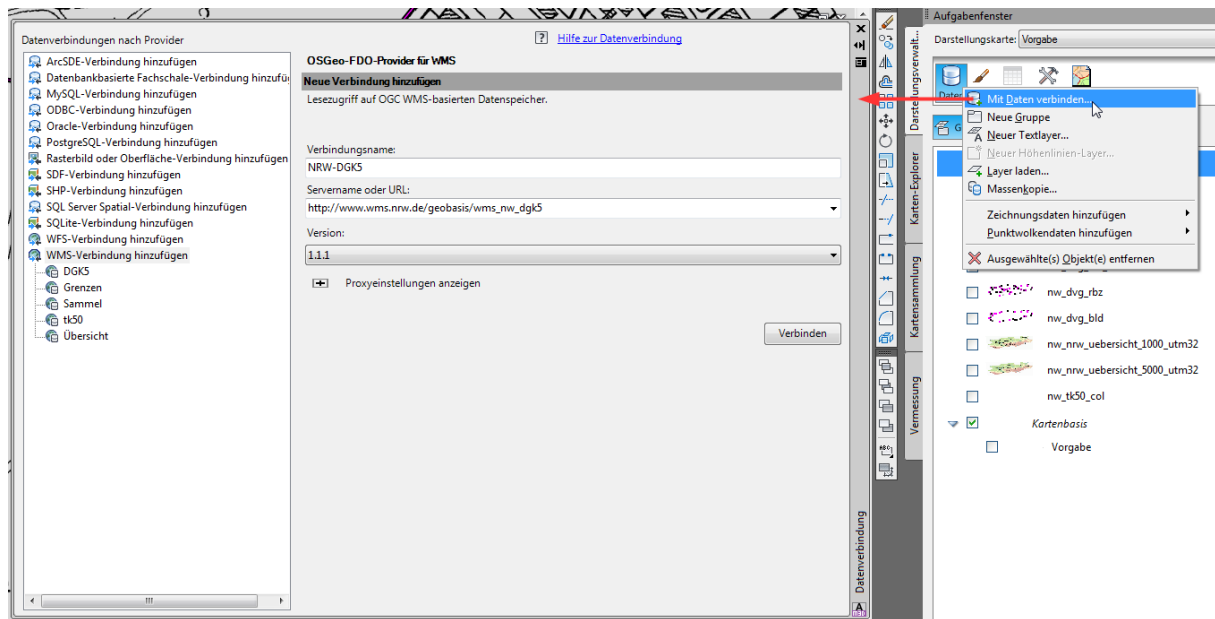 Datenverbindungen nach Provider
ArcSDE-Verbindung hinzufügen
Datenbankbasierte Fachschale-Verbindung hinzufü
MySQL-Verbindung hinzufügen
ODBC-Verbindung hinzufügen
Oracle-Verbindung hinzufügen
PostgreSQL-Verbindung hinzufügen
Rasterbild oder Oberfläche-Verbindung hinzufügen
SDF-Verbindung hinzufügen
SHP-Verbindung hinzufügen
SQL Server Spatial-Verbindung hinzufügen
SQLite-Verbindung hinzufügen
WFS-Verbindung hinzufügen
WMS-Verbindung hinzufügen
DGK5
Grenzen
Sammel
tk50
Übersicht
? Hilfe zur Datenverbindung
OSGeo-FDO-Provider für WMS
Neue Verbindung hinzufügen
Lesezugriff auf OGC WMS-basierten Datenspeicher.
Verbindungsname:
NRW-DGK5
Servername oder URL:
http://www.wms.nrw.de/geobasis/wms_nw_dgk5
Version:
1.1.1
Proxyeinstellungen anzeigen
Verbinden
Datenverbindung
ABC
Darstellungsverwalt...
Karten-Explorer
Kartensammlung
Vermessung
Aufgabenfenster
Darstellungskarte: Vorgabe
Daten
G
Mit Daten verbinden...
Neue Gruppe
Neuer Textlayer...
Neuer Höhenlinien-Layer...
Layer laden...
Massenkopie...
Zeichnungsdaten hinzufügen
Punktwolkendaten hinzufügen
Ausgewählte(s) Objekt(e) entfernen
nw_dvg_rbz
nw_dvg_bld
nw_nrw_uebersicht_1000_utm32
nw_nrw_uebersicht_5000_utm32
nw_tk50_col
Kartenbasis
Vorgabe